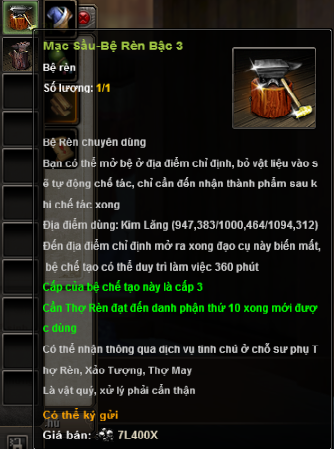 Mạc Sầu-Bệ Rèn Bậc 3
Bệ rèn
Số lượng: 1/1
Bệ Rèn chuyên dùng
Bạn có thể mở bệ ở địa điểm chỉ định, bỏ vật liệu vào s
ẽ tự động chế tác, chỉ cần đến nhận thành phẩm sau k
hi chế tác xong
Địa điểm dùng: Kim Lăng (947,383/1000,464/1094,312)
Đến địa điểm chỉ định mở ra xong đạo cụ này biến mất,
bệ chế tạo có thể duy trì làm việc 360 phút
Cấp của bệ chế tạo này là cấp 3
Cần Thợ Rèn đạt đến danh phận thứ 10 xong mới đượ
c dùng
Có thể nhận thông qua dịch vụ tinh chú ở chỗ sư phụ T
hợ Rèn, Xảo Tượng, Thợ May
Là vật quý, xử lý phải cẩn thận
Có thể ký gửi
Giá bán: 7L400X